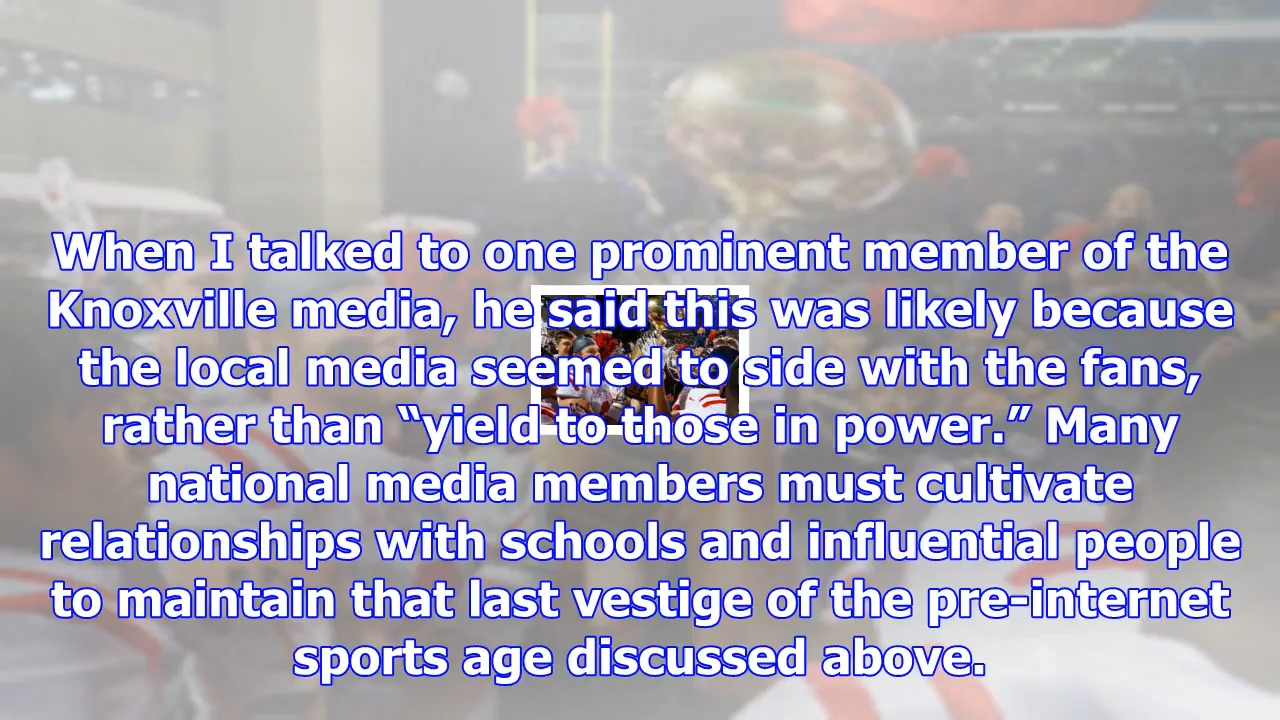 When I talked to one prominent member of the
Knoxville media, he said this was likely because
the local media seemed to side with the fans,
rather than “yield to those in power.” Many
national media members must cultivate
relationships with schools and influential people
to maintain that last vestige of the pre-internet
sports age discussed above.